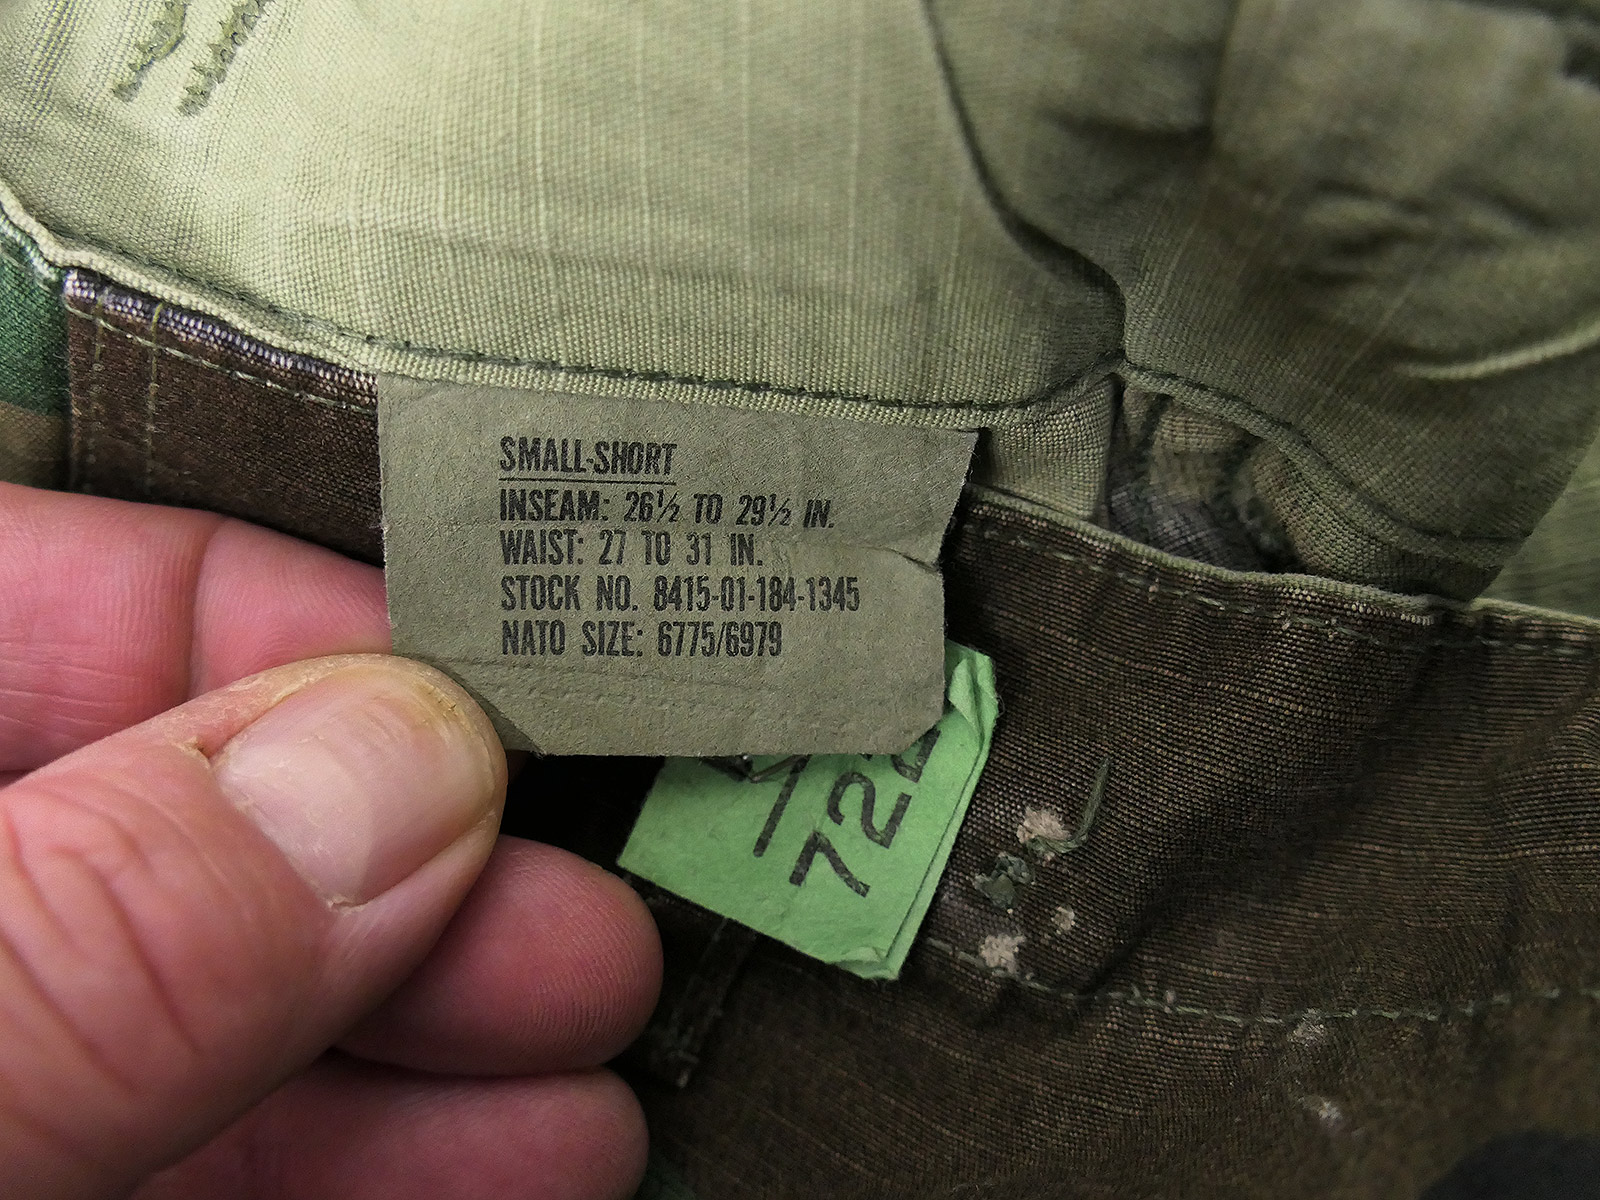 SMALL-SHORT
INSEAM: 26½ TO 29½ IN.
WAIST: 27 TO 31 IN.
STOCK NO. 8415-01-184-1345
NATO SIZE: 6775/6979
722